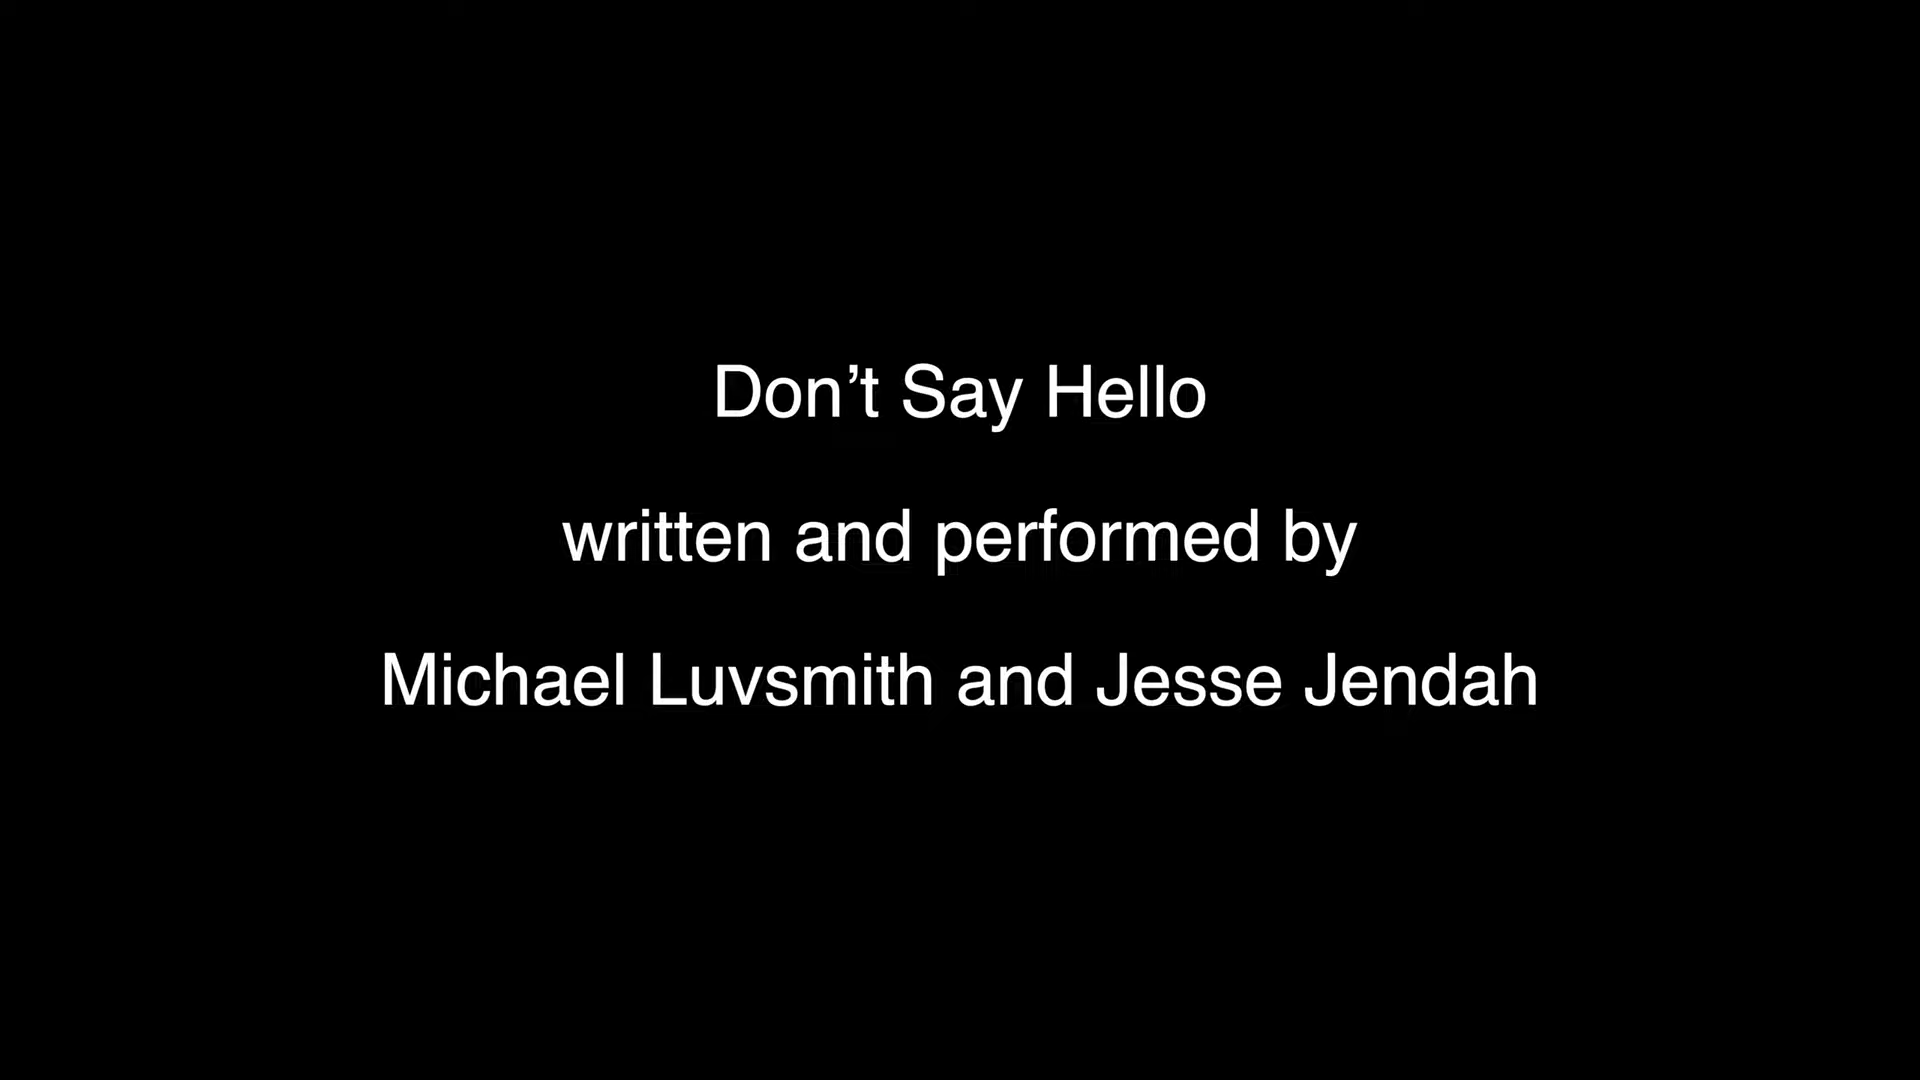 Don’t Say Hello
written and performed by
Michael Luvsmith and Jesse Jendah